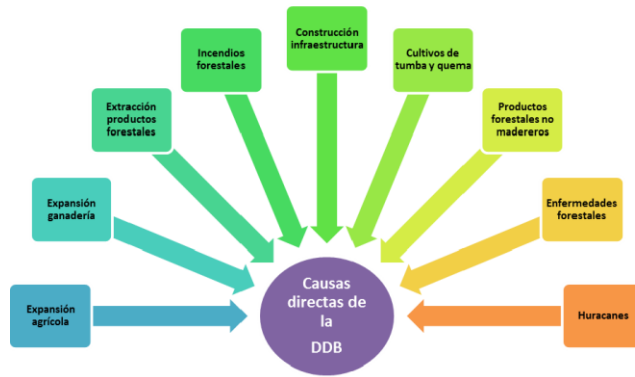 Construcción
infraestructura
Incendios
forestales
Cultivos de
tumba y quema
Extracción
productos
forestales
Productos
forestales no
madereros
Expansión
ganadería
Enfermedades
forestales
Expansión
agrícola
Causas
directas de
la
DDB
Huracanes